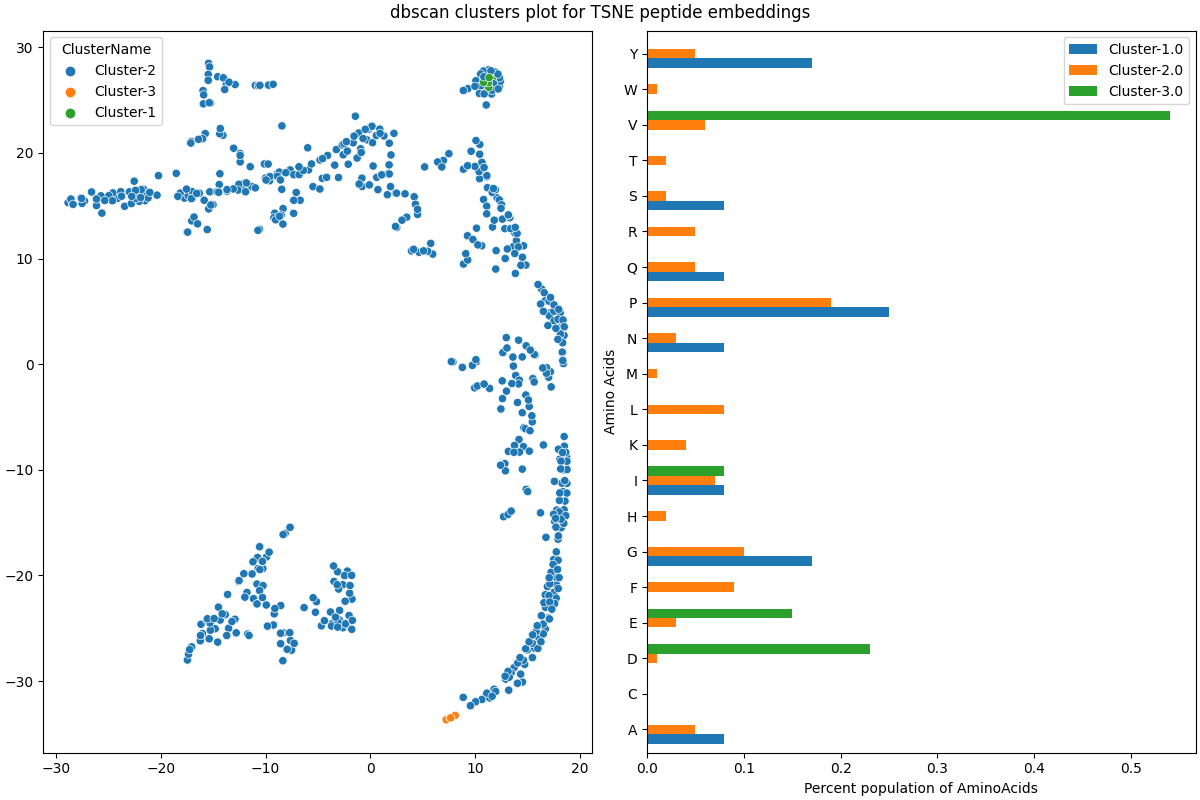 dbscan clusters plot for TSNE peptide embeddings
ClusterName
Cluster-2
Cluster-3
Cluster-1
30
20
10
0
−10
−20
−30
−30 −20 −10 0 10 20
Cluster-1.0
Cluster-2.0
Cluster-3.0
Amino Acids
Y
W
V
T
S
R
Q
P
N
M
L
K
I
H
G
F
E
D
C
A
0.0 0.1 0.2 0.3 0.4 0.5
Percent population of AminoAcids